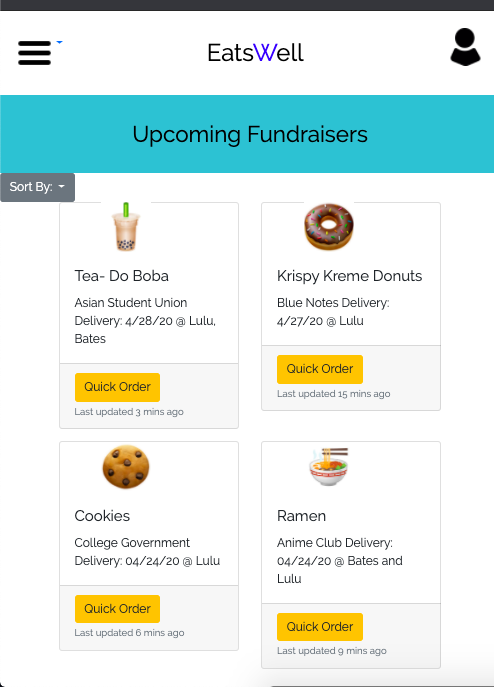 EatsWell
Upcoming Fundraisers
Sort By:
Tea- Do Boba
Asian Student Union
Delivery: 4/28/20 @ Lulu,
Bates
Quick Order
Last updated 3 mins ago
Krispy Kreme Donuts
Blue Notes Delivery:
4/27/20 @ Lulu
Quick Order
Last updated 15 mins ago
Cookies
College Government
Delivery: 04/24/20 @ Lulu
Quick Order
Last updated 6 mins ago
Ramen
Anime Club Delivery:
04/24/20 @ Bates and
Lulu
Quick Order
Last updated 9 mins ago